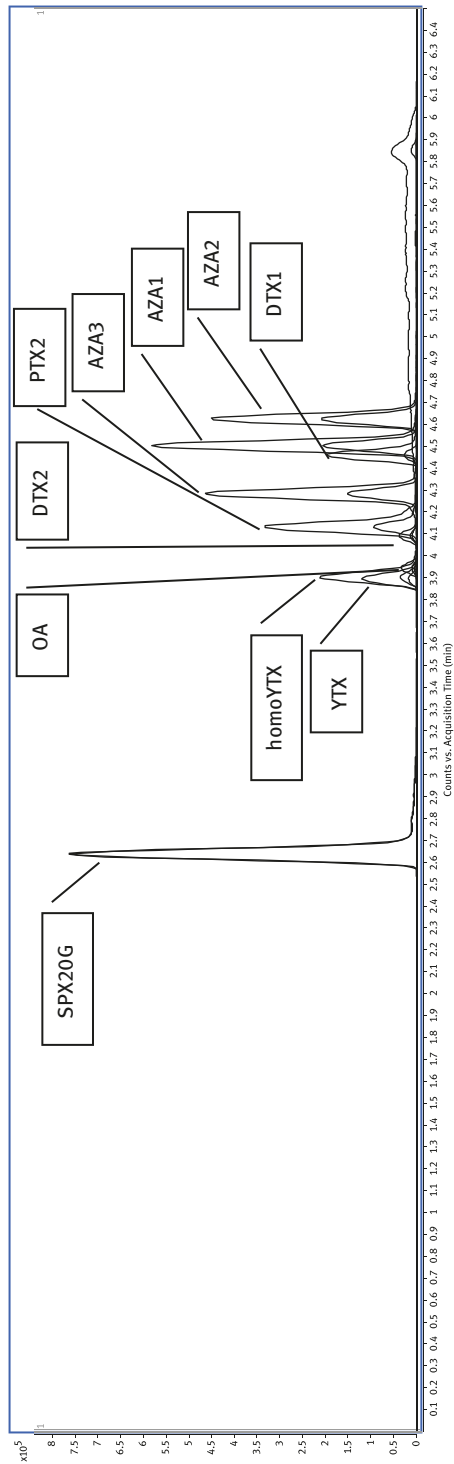 x10⁵
8
7.5
7
6.5
6
5.5
5
4.5
4
3.5
3
2.5
2
1.5
1
0.5
0
1
1
SPX20G
OA
DTX2
PTX2
AZA3
AZA1
AZA2
DTX1
homoYTX
YTX
0.1 0.2 0.3 0.4 0.5 0.6 0.7 0.8 0.9 1 1.1 1.2 1.3 1.4 1.5 1.6 1.7 1.8 1.9 2 2.1 2.2 2.3 2.4 2.5 2.6 2.7 2.8 2.9 3 3.1 3.2 3.3 3.4 3.5 3.6 3.7 3.8 3.9 4 4.1 4.2 4.3 4.4 4.5 4.6 4.7 4.8 4.9 5 5.1 5.2 5.3 5.4 5.5 5.6 5.7 5.8 5.9 6 6.1 6.2 6.3 6.4
Counts vs. Acquisition Time (min)